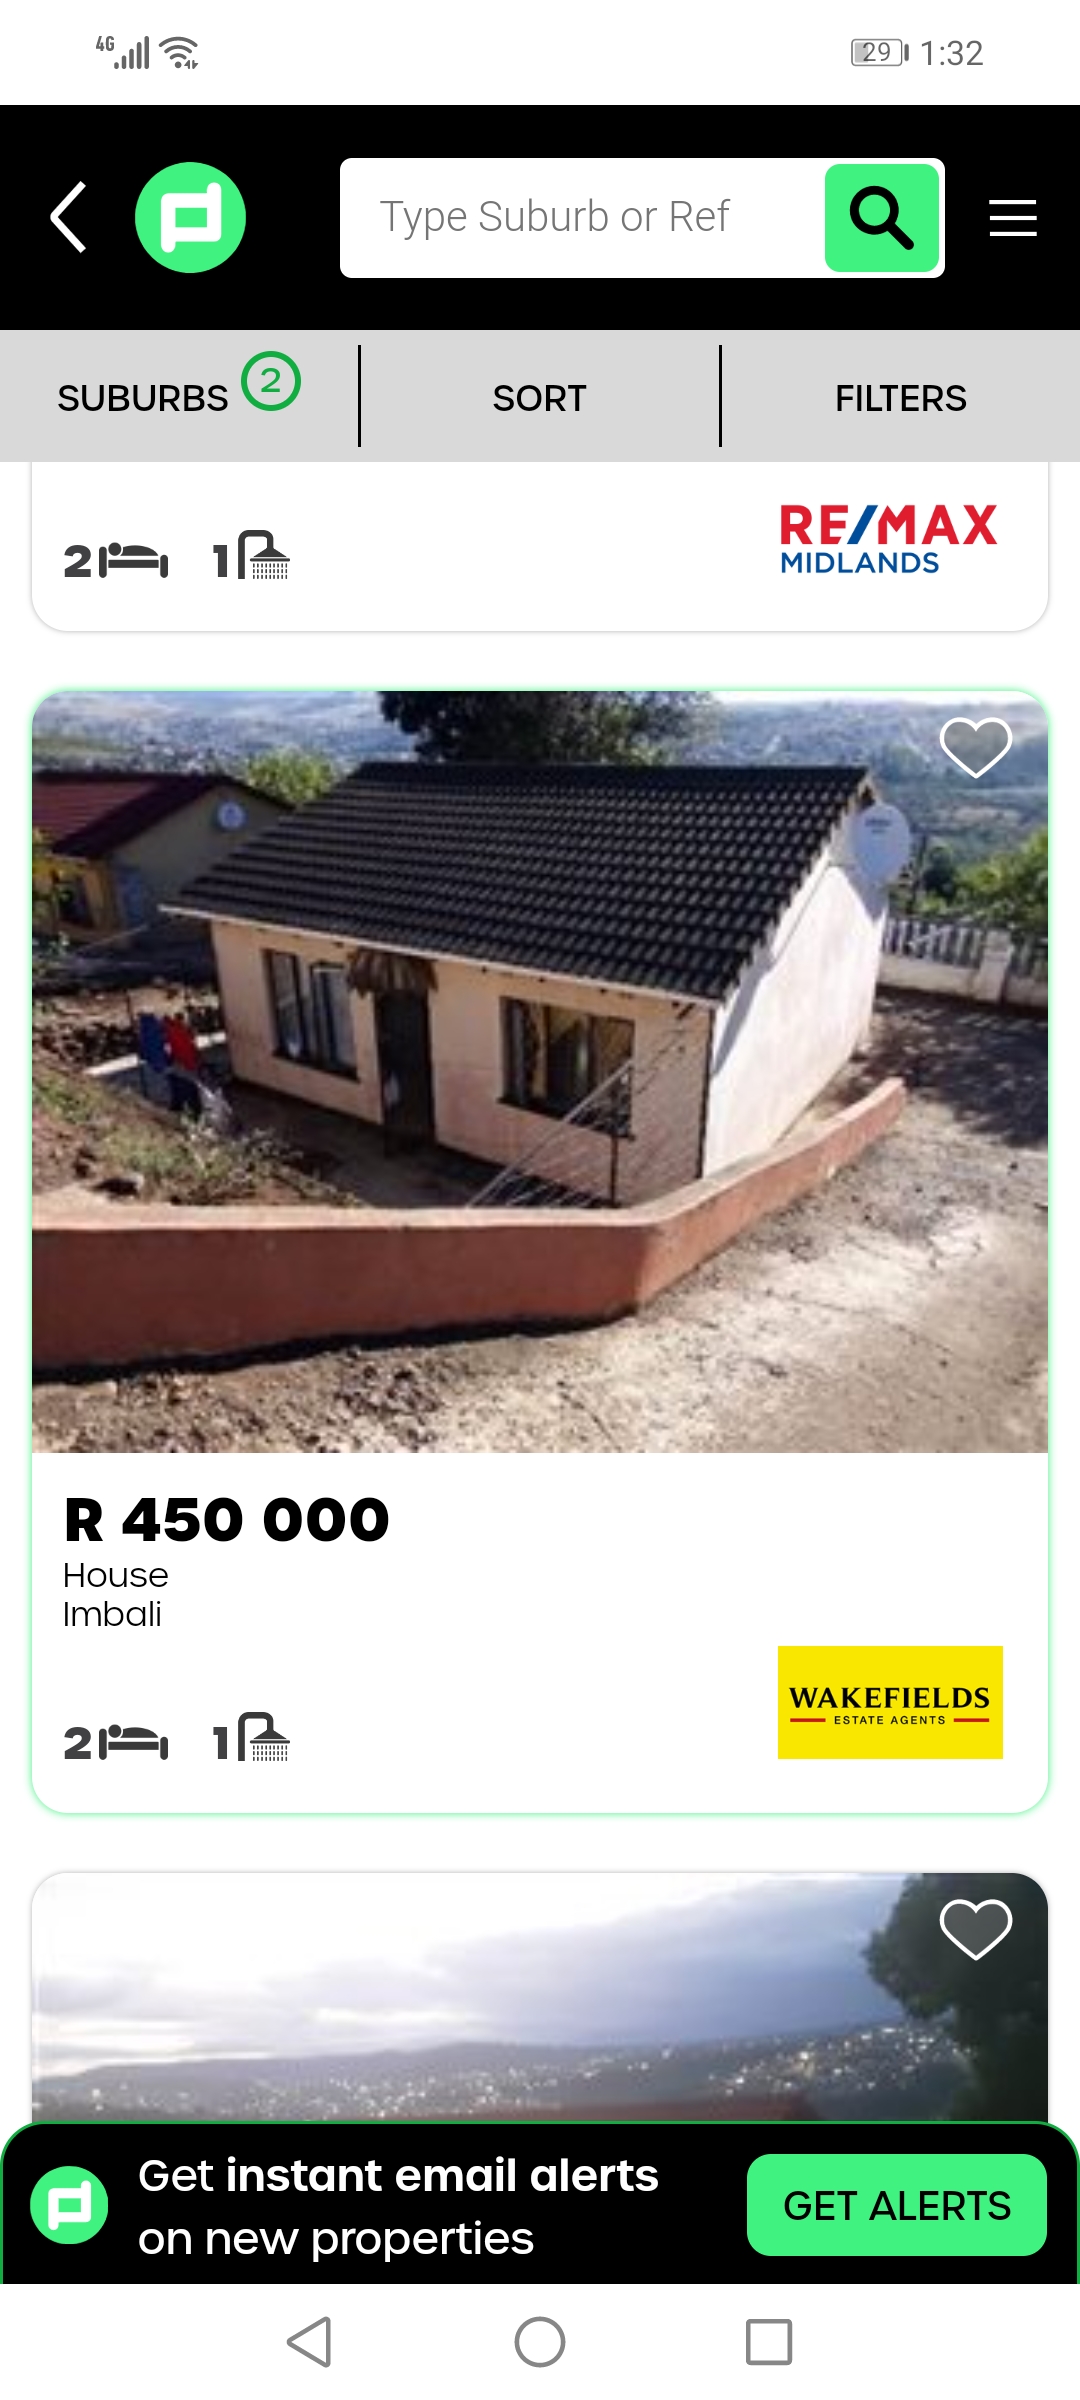 4G
29 1:32
Type Suburb or Ref
SUBURBS 2
SORT
FILTERS
2 1
RE/MAX
MIDLANDS
R 450 000
House
Imbali
2 1
WAKEFIELDS
ESTATE AGENTS
Get instant email alerts
on new properties
GET ALERTS